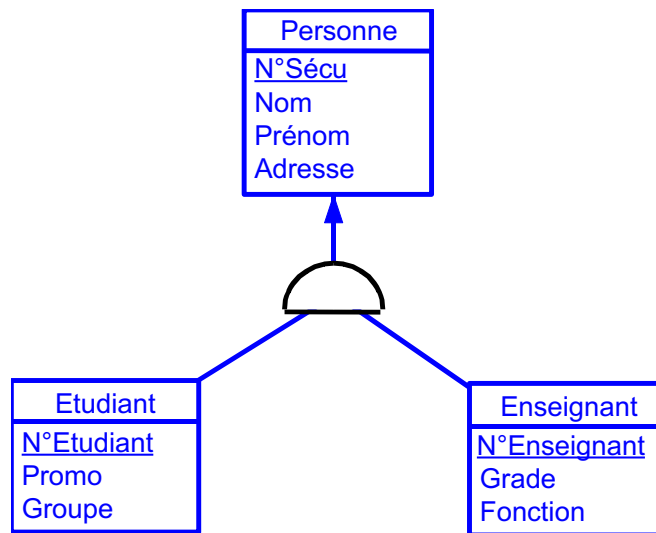 Personne
N°Sécu
Nom
Prénom
Adresse
Etudiant
N°Etudiant
Promo
Groupe
Enseignant
N°Enseignant
Grade
Fonction